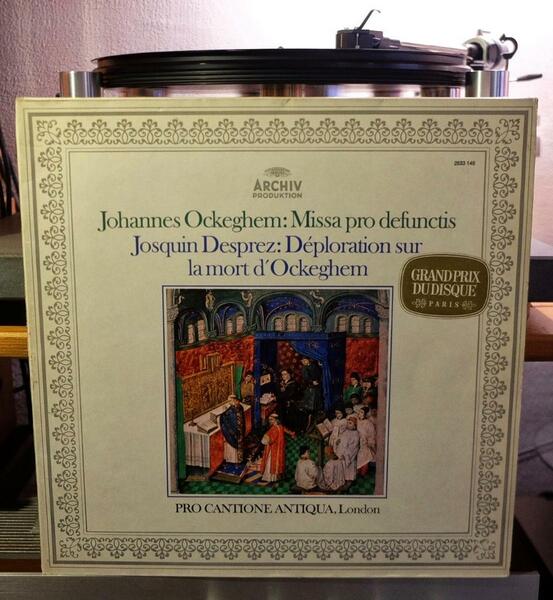 2533 145
ARCHIV
PRODUKTION
Johannes Ockeghem: Missa pro defunctis
Josquin Desprez: Déploration sur
la mort d'Ockeghem
GRAND PRIX
DU DISQUE
PARIS
PRO CANTIONE ANTIQUA, London